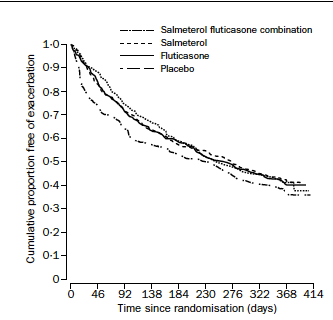 Salmeterol fluticasone combination
Salmeterol
Fluticasone
Placebo
Cumulative proportion free of exacerbation
1·0
0·9
0·8
0·7
0·6
0·5
0·4
0·3
0·2
0·1
0
0 46 92 138 184 230 276 322 368 414
Time since randomisation (days)